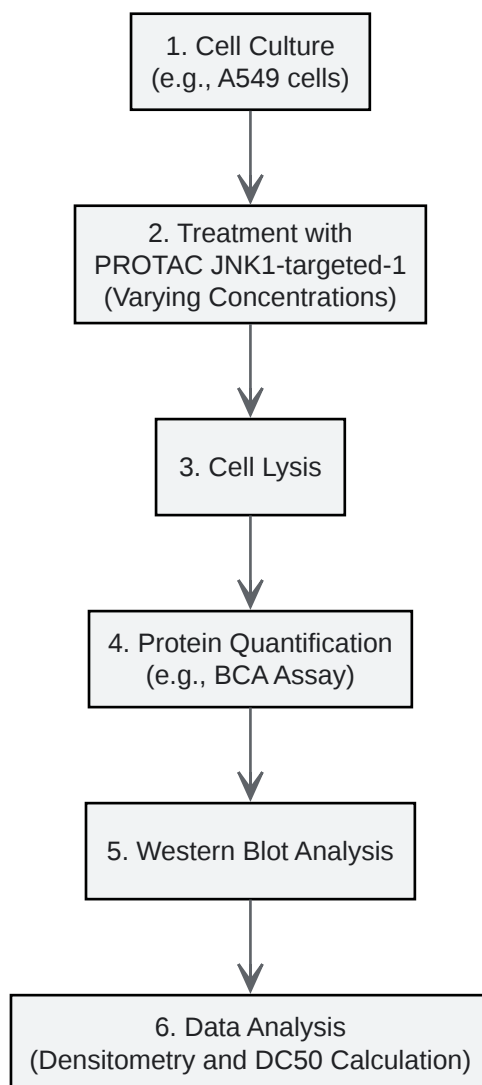 1. Cell Culture
(e.g., A549 cells)
2. Treatment with
PROTAC JNK1-targeted-1
(Varying Concentrations)
3. Cell Lysis
4. Protein Quantification
(e.g., BCA Assay)
5. Western Blot Analysis
6. Data Analysis
(Densitometry and DC50 Calculation)